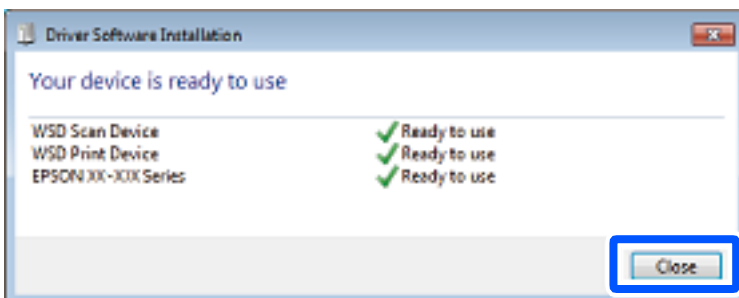 Driver Software Installation
Your device is ready to use
WSD Scan Device Ready to use
WSD Print Device Ready to use
EPSON XX-XXX Series Ready to use
Close